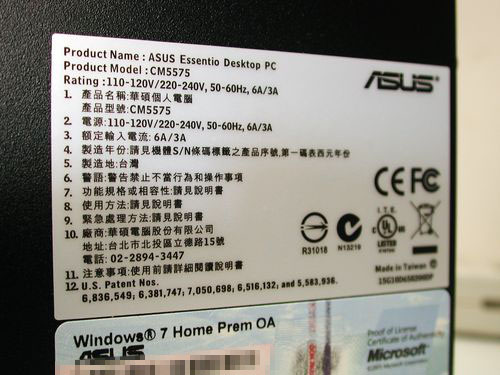 Product Name : ASUS Essentio Desktop PC
Product Model : CM5575
Rating : 110-120V/220-240V, 50-60Hz, 6A/3A
ASUS
1. 產品名稱:華碩個人電腦
產品型號:CM5575
2. 電源:110-120V/220-240V, 50-60Hz, 6A/3A
3. 額定輸入電流: 6A/3A
4. 製造年份:請見機體S/N條碼標籤之產品序號,第一碼表西元年份
5. 製造地:台灣
6. 警語:警告禁止不當行為和操作事項
7. 功能規格或相容性:請見說明書
8. 使用方法:請見說明書
9. 緊急處理方法:請見說明書
10. 廠商:華碩電腦股份有限公司
地址:台北市北投區立德路15號
電話: 02-2894-3447
11. 注意事項:使用前請詳細閱讀說明書
12. U.S. Patent Nos.
6,836,549; 6,381,747; 7,050,698; 6,516,132; and 5,583,936.
CE FC
I.T.E.
UL
LISTED
R31018
N13219
Made in Taiwan
Windows® 7 Home Prem OA
ASUS
Proof of License
Certificate of Authenticity
Microsoft